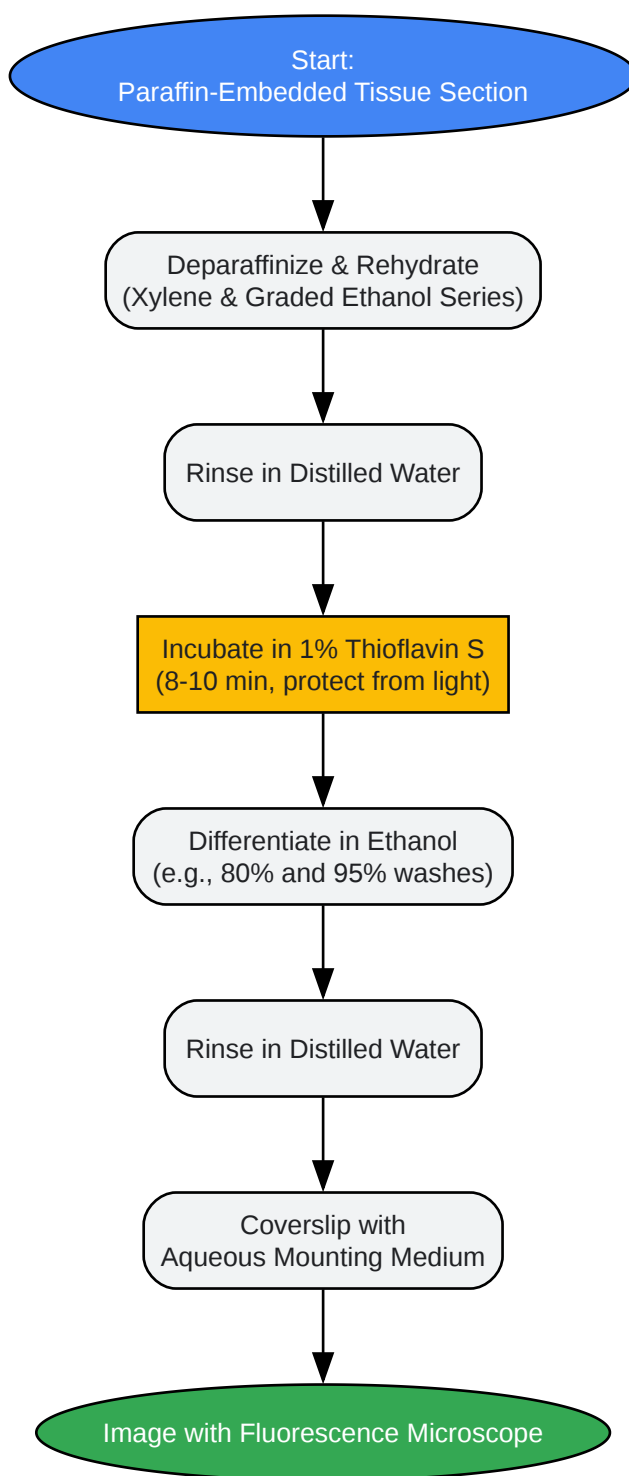 Start:
Paraffin-Embedded Tissue Section
Deparaffinize & Rehydrate
(Xylene & Graded Ethanol Series)
Rinse in Distilled Water
Incubate in 1% Thioflavin S
(8-10 min, protect from light)
Differentiate in Ethanol
(e.g., 80% and 95% washes)
Rinse in Distilled Water
Coverslip with
Aqueous Mounting Medium
Image with Fluorescence Microscope